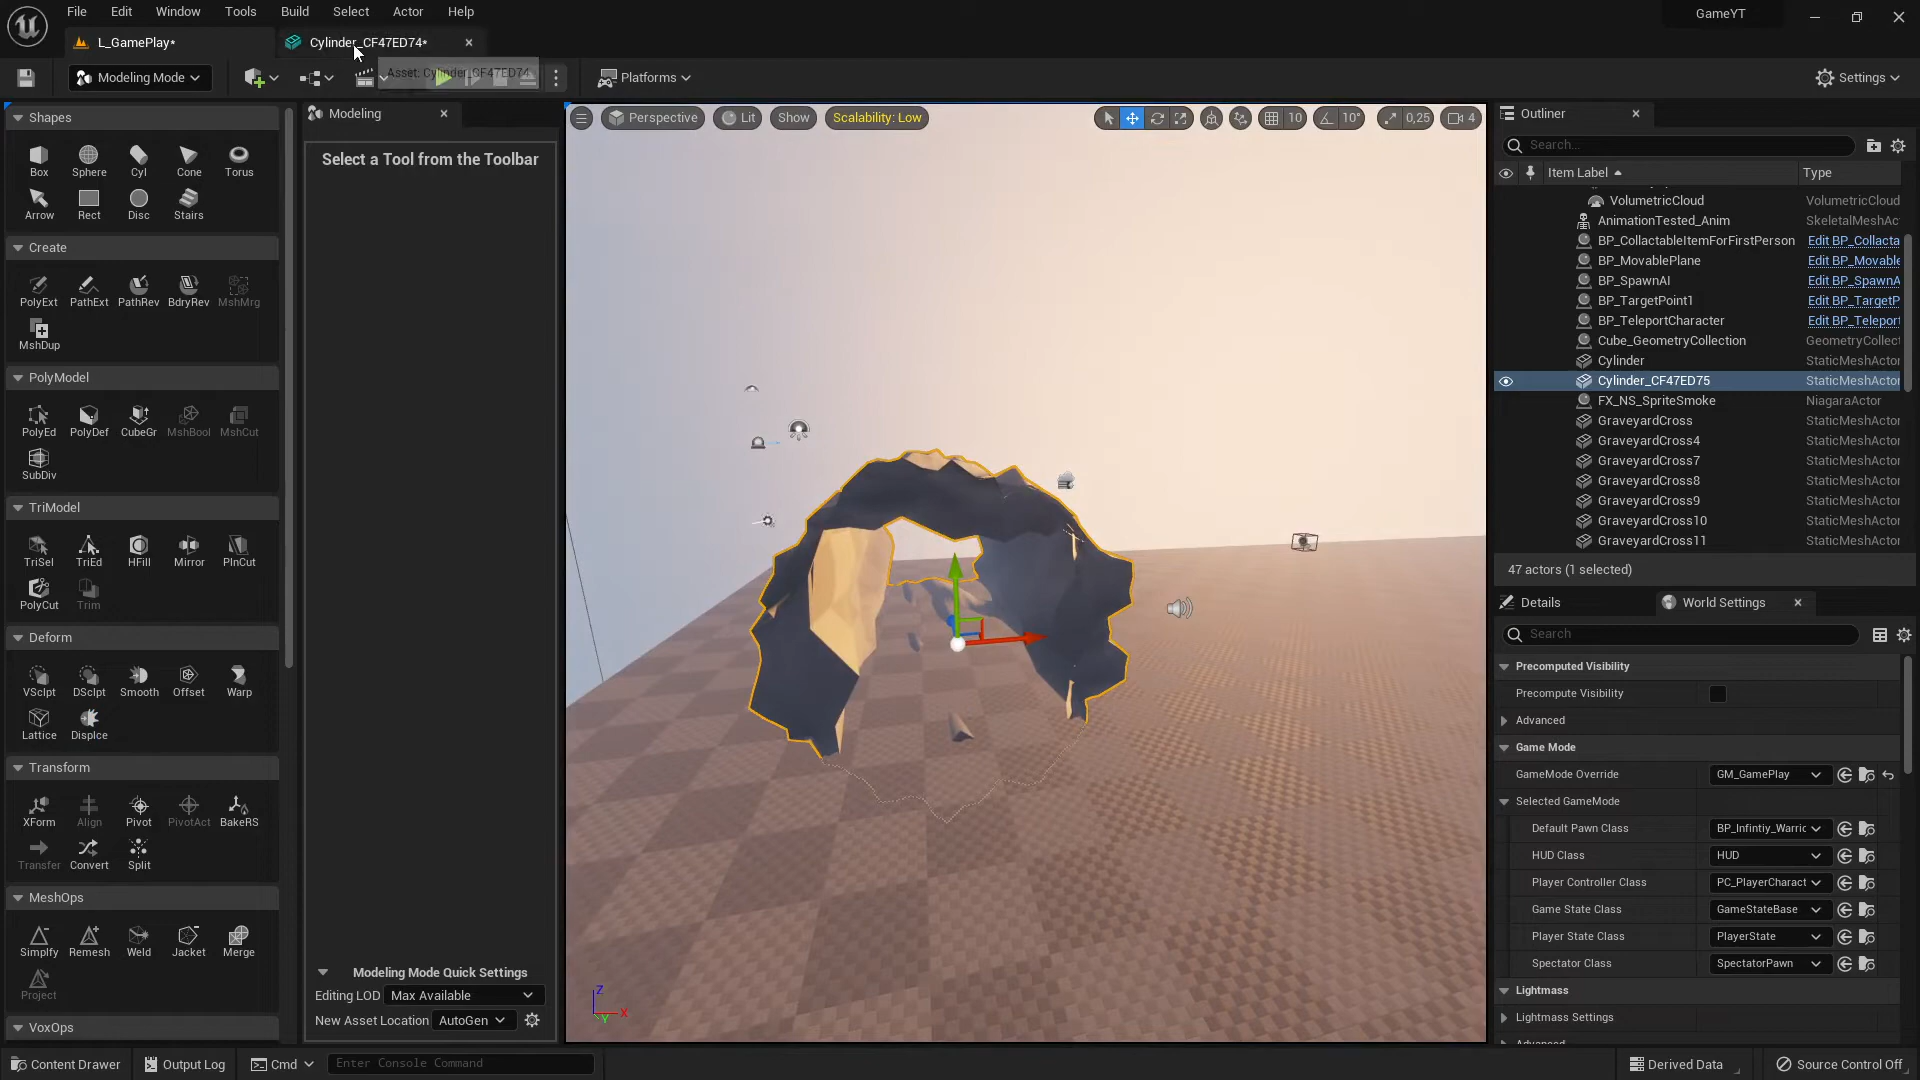 File Edit Window Tools Build Select Actor Help
GameYT
L_GamePlay*
Cylinder_CF47ED74*
Modeling Mode
Asset: Cylinder_CF47ED74
Platforms
Settings
Shapes
Box Sphere Cyl Cone Torus
Arrow Rect Disc Stairs
Create
PolyExt PathExt PathRev BdryRev MshMrg
MshDup
PolyModel
PolyEd PolyDef CubeGr MshBool MshCut
SubDiv
TriModel
TriSel TriEd HFill Mirror PlnCut
PolyCut Trim
Deform
VSclpt DSclpt Smooth Offset Warp
Lattice Displce
Transform
XForm Align Pivot PivotAct BakeRS
Transfer Convert Split
MeshOps
Simplfy Remesh Weld Jacket Merge
Project
VoxOps
Modeling
Select a Tool from the Toolbar
Modeling Mode Quick Settings
Editing LOD Max Available
New Asset Location AutoGen
Perspective Lit Show Scalability: Low
10 10° 0,25 4
Z
X
Y
Outliner
Search...
Item Label Type
VolumetricCloud VolumetricCloud
AnimationTested_Anim SkeletalMeshAc
BP_CollactableItemForFirstPerson Edit BP_Collacta
BP_MovablePlane Edit BP_Movable
BP_SpawnAI Edit BP_SpawnA
BP_TargetPoint1 Edit BP_TargetP
BP_TeleportCharacter Edit BP_Teleport
Cube_GeometryCollection GeometryCollect
Cylinder StaticMeshActor
Cylinder_CF47ED75 StaticMeshActor
FX_NS_SpriteSmoke NiagaraActor
GraveyardCross StaticMeshActor
GraveyardCross4 StaticMeshActor
GraveyardCross7 StaticMeshActor
GraveyardCross8 StaticMeshActor
GraveyardCross9 StaticMeshActor
GraveyardCross10 StaticMeshActor
GraveyardCross11 StaticMeshActor
47 actors (1 selected)
Details
World Settings
Search
Precomputed Visibility
Precompute Visibility
Advanced
Game Mode
GameMode Override GM_GamePlay
Selected GameMode
Default Pawn Class BP_Infintiy_Warric
HUD Class HUD
Player Controller Class PC_PlayerCharact
Game State Class GameStateBase
Player State Class PlayerState
Spectator Class SpectatorPawn
Lightmass
Lightmass Settings
Content Drawer Output Log Cmd Enter Console Command
Derived Data Source Control Off